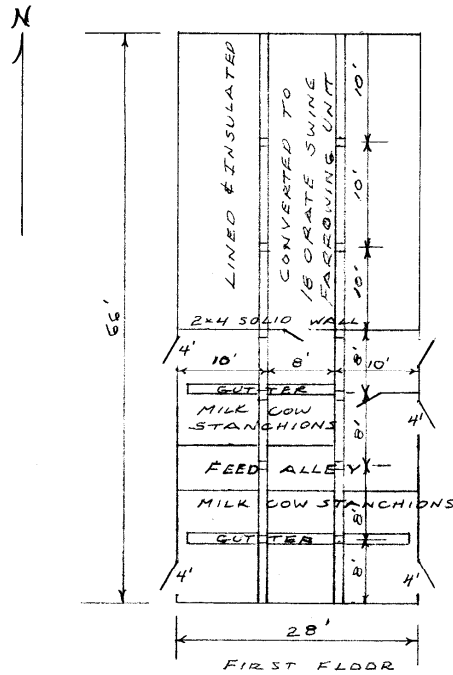 N
LINED & INSULATED
CONVERTED TO
18 CRATE SWINE
FARROWING UNIT
10'
10'
10'
66'
2x4 SOLID WALL
4'
10'
8'
10'
8'
GUTTER
MILK COW
STANCHIONS
4'
8'
FEED ALLEY
MILK COW STANCHIONS
8'
GUTTER
4'
8'
4'
28'
FIRST FLOOR